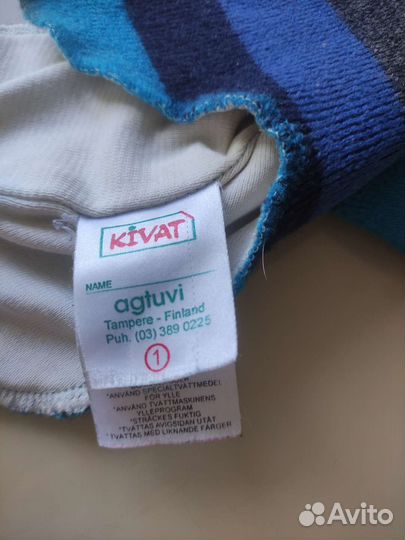 KIVAT
NAME
agtuvi
Tampere - Finland
Puh. (03) 389 0225
1
*ANVÄND SPECIALTVÄTTMEDEL
FÖR YLLE
*ANVÄND TVÄTTMASKINENS
YLLEPROGRAM
*STRÄCKES FUKTIG
*TVÄTTAS AVIGSIDAN UTÅT
*TVÄTTAS MED LIKNANDE FÄRGER
Avito